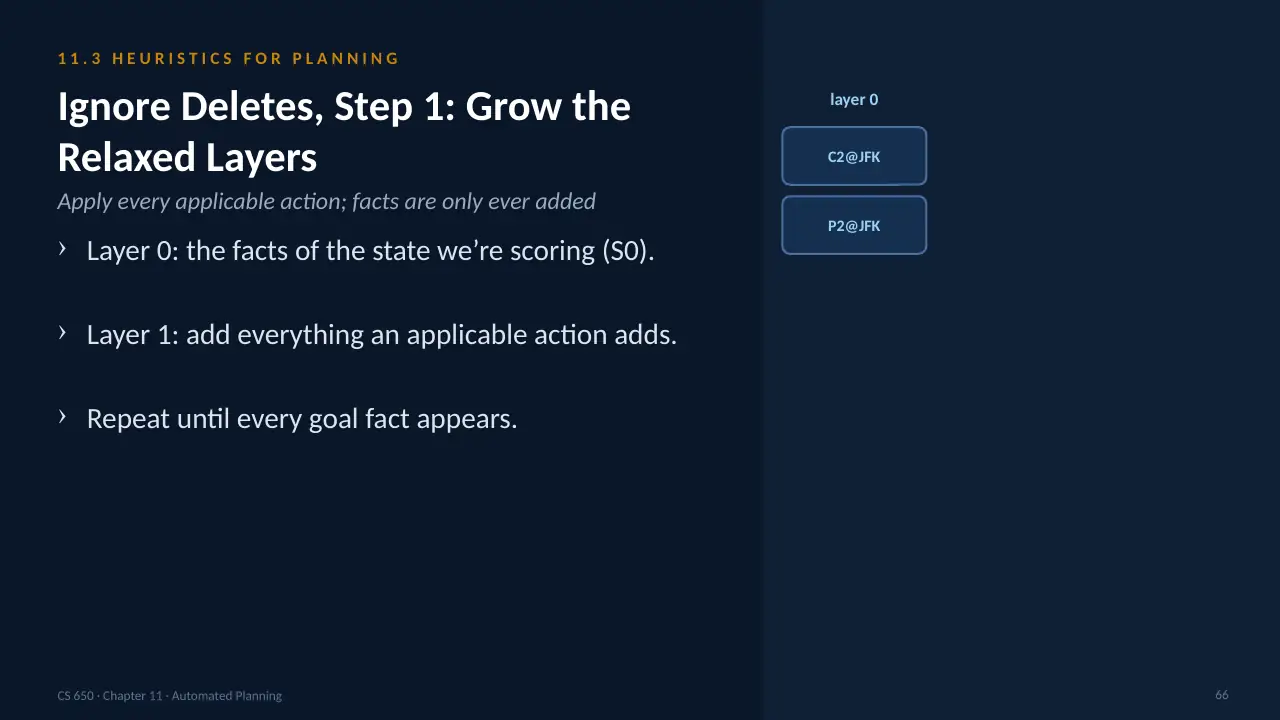 11.3 HEURISTICS FOR PLANNING
Ignore Deletes, Step 1: Grow the
Relaxed Layers
Apply every applicable action; facts are only ever added
› Layer 0: the facts of the state we’re scoring (S0).
› Layer 1: add everything an applicable action adds.
› Repeat until every goal fact appears.
layer 0
C2@JFK
P2@JFK
CS 650 · Chapter 11 · Automated Planning
66